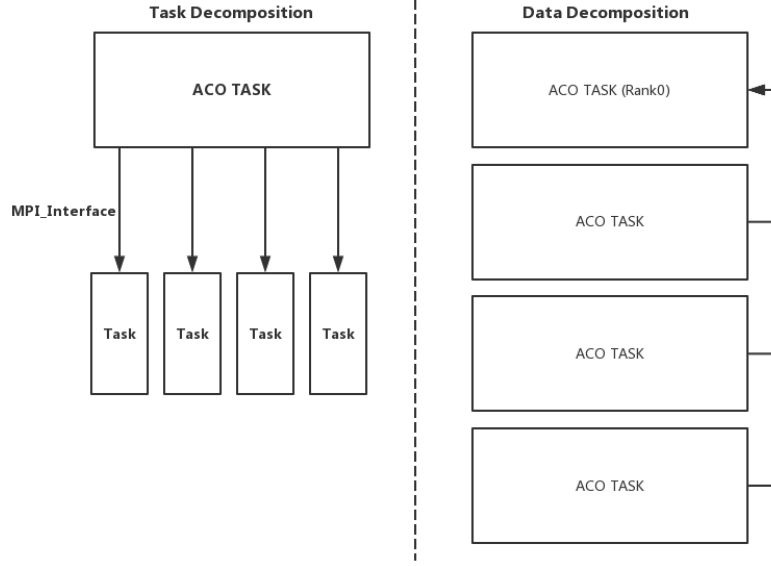 Task Decomposition
ACO TASK
MPI_Interface
Task
Task
Task
Task
Data Decomposition
ACO TASK (Rank0)
ACO TASK
ACO TASK
ACO TASK